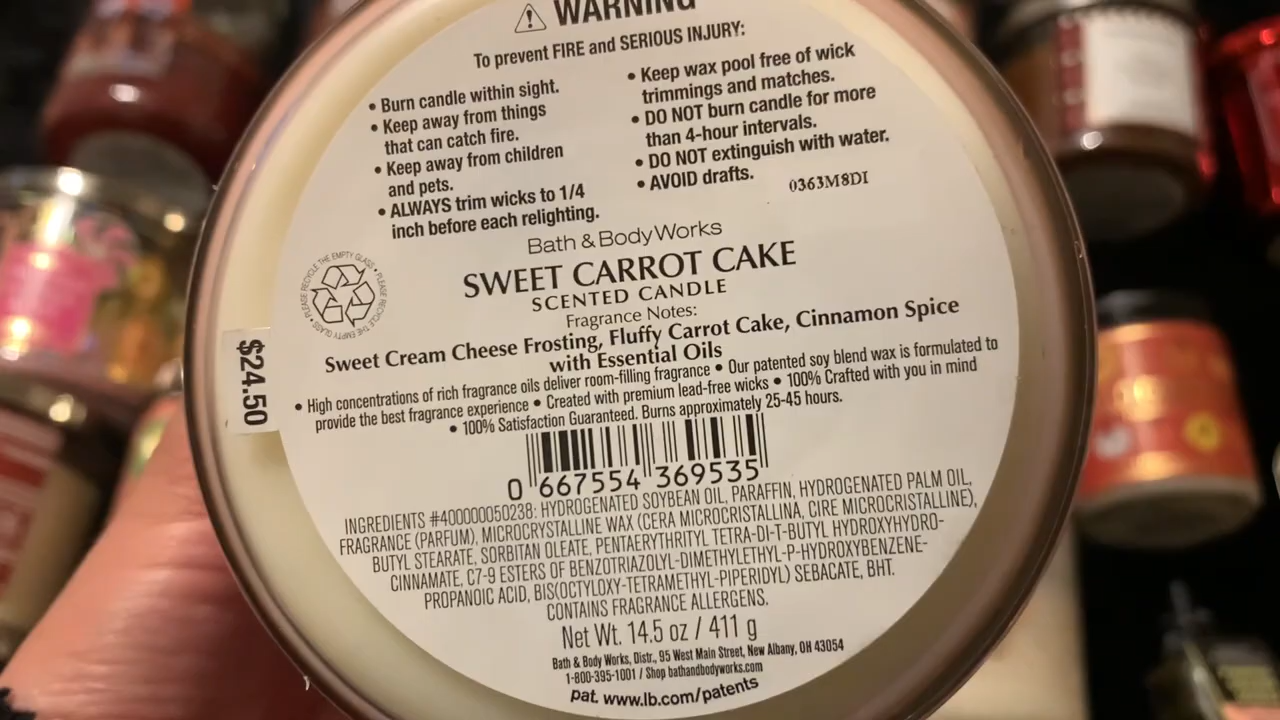 WARNING
To prevent FIRE and SERIOUS INJURY:
• Burn candle within sight.
• Keep away from things
that can catch fire.
• Keep away from children
and pets.
• ALWAYS trim wicks to 1/4
inch before each relighting.
• Keep wax pool free of wick
trimmings and matches.
• DO NOT burn candle for more
than 4-hour intervals.
• DO NOT extinguish with water.
• AVOID drafts.
0363M8DI
Bath & Body Works
SWEET CARROT CAKE
SCENTED CANDLE
Fragrance Notes:
Sweet Cream Cheese Frosting, Fluffy Carrot Cake, Cinnamon Spice
with Essential Oils
• High concentrations of rich fragrance oils deliver room-filling fragrance • Our patented soy blend wax is formulated to
provide the best fragrance experience • Created with premium lead-free wicks • 100% Crafted with you in mind
• 100% Satisfaction Guaranteed. Burns approximately 25-45 hours.
PLEASE RECYCLE THE EMPTY GLASS • PLEASE RECYCLE THE EMPTY GLASS •
$24.50
0 667554 369535
INGREDIENTS #400000050238: HYDROGENATED SOYBEAN OIL, PARAFFIN, HYDROGENATED PALM OIL,
FRAGRANCE (PARFUM), MICROCRYSTALLINE WAX (CERA MICROCRISTALLINA, CIRE MICROCRISTALLINE),
BUTYL STEARATE, SORBITAN OLEATE, PENTAERYTHRITYL TETRA-DI-T-BUTYL HYDROXYHYDRO-
CINNAMATE, C7-9 ESTERS OF BENZOTRIAZOLYL-DIMETHYLETHYL-P-HYDROXYBENZENE-
PROPANOIC ACID, BIS(OCTYLOXY-TETRAMETHYL-PIPERIDYL) SEBACATE, BHT.
CONTAINS FRAGRANCE ALLERGENS.
Net Wt. 14.5 oz / 411 g
Bath & Body Works, Distr., 95 West Main Street, New Albany, OH 43054
1-800-395-1001 / Shop bathandbodyworks.com
pat. www.lb.com/patents